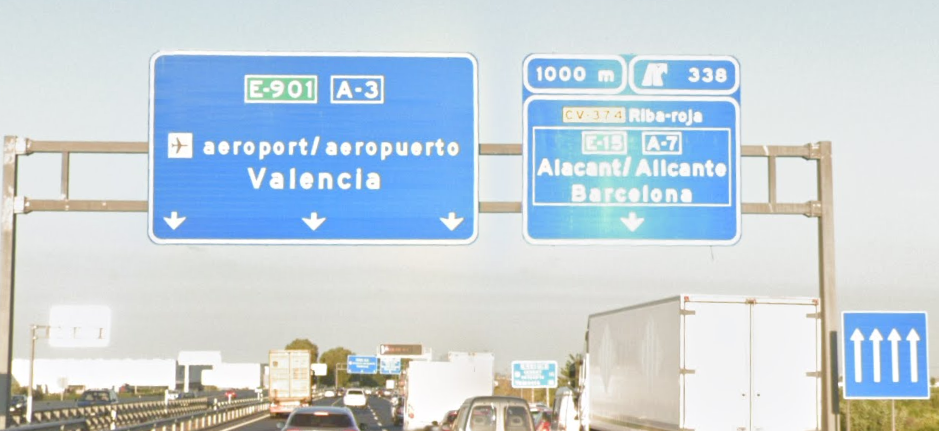 E-901 A-3
aeroport/aeropuerto
Valencia
1000 m 338
CV-374 Riba-roja
E-15 A-7
Alacant/Alicante
Barcelona